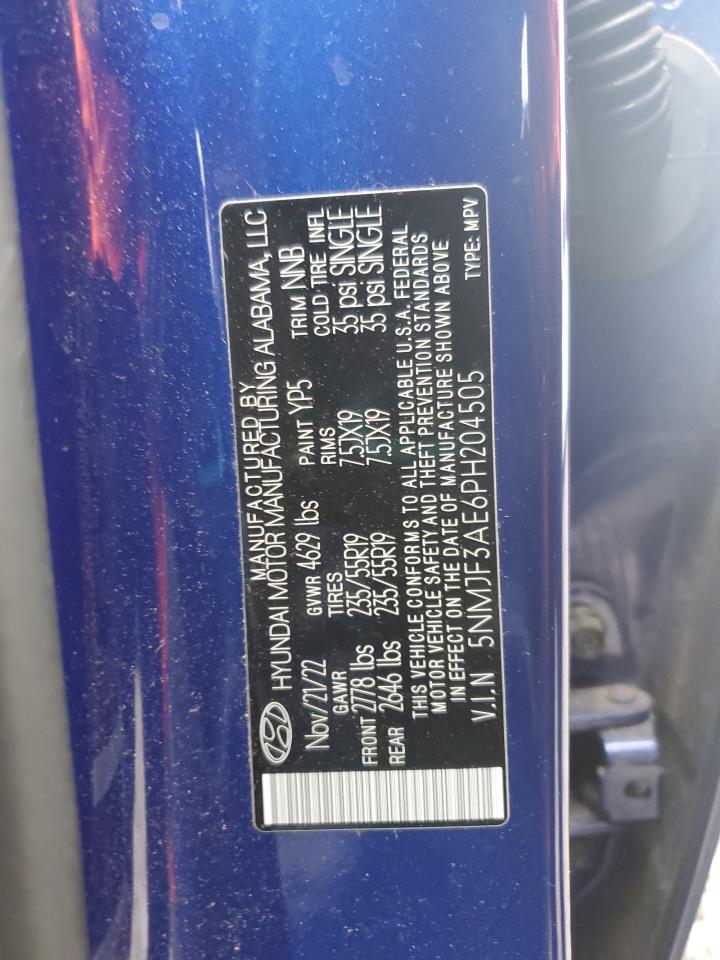 MANUFACTURED BY
HYUNDAI MOTOR MANUFACTURING ALABAMA, LLC
Nov/21/22 GVWR 4629 lbs PAINT YP5 TRIM NNB
GAWR TIRES RIMS COLD TIRE INFL
FRONT 2778 lbs 235/55R19 7.5JX19 35 psi SINGLE
REAR 2646 lbs 235/55R19 7.5JX19 35 psi SINGLE
THIS VEHICLE CONFORMS TO ALL APPLICABLE U.S.A. FEDERAL
MOTOR VEHICLE SAFETY AND THEFT PREVENTION STANDARDS
IN EFFECT ON THE DATE OF MANUFACTURE SHOWN ABOVE
V.I.N 5NMJF3AE6PH204505 TYPE: MPV